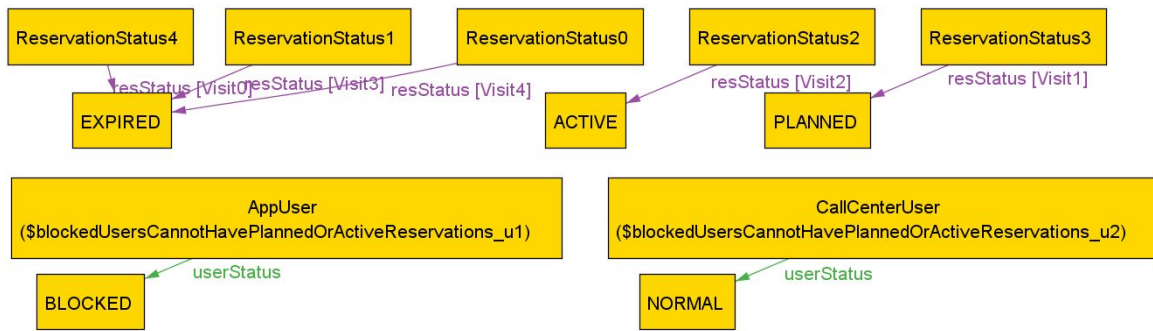 ReservationStatus4
ReservationStatus1
ReservationStatus0
ReservationStatus2
ReservationStatus3
resStatus [Visit0]
resStatus [Visit3]
resStatus [Visit4]
resStatus [Visit2]
resStatus [Visit1]
EXPIRED
ACTIVE
PLANNED
AppUser
($blockedUsersCannotHavePlannedOrActiveReservations_u1)
CallCenterUser
($blockedUsersCannotHavePlannedOrActiveReservations_u2)
userStatus
userStatus
BLOCKED
NORMAL